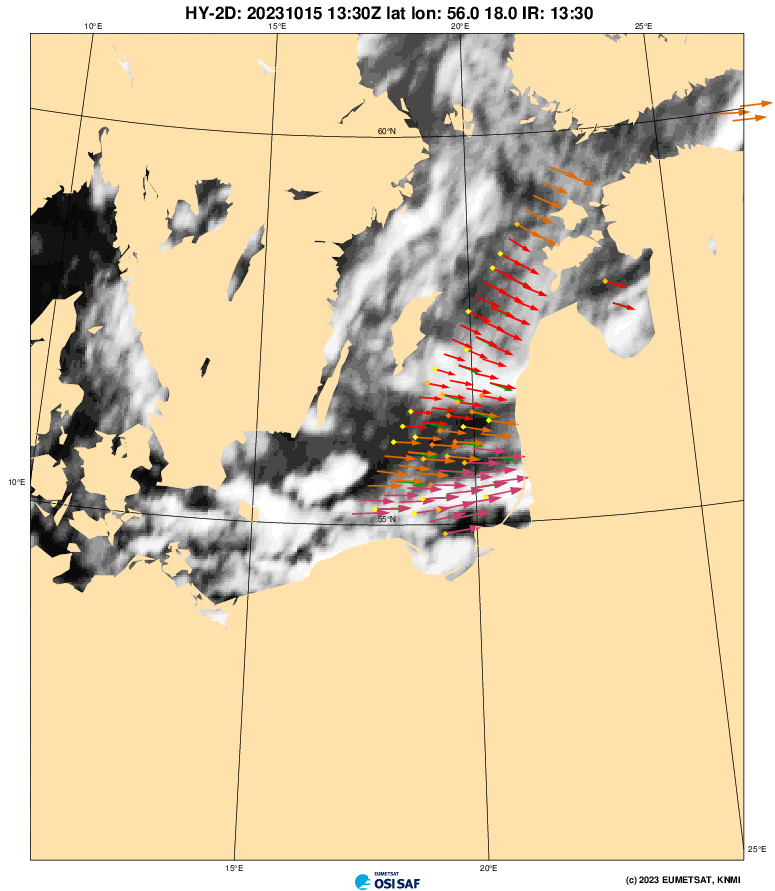 HY-2D: 20231015 13:30Z lat lon: 56.0 18.0 IR: 13:30
10°E 15°E 20°E 25°E
60°N
10°E
55°N
25°E
15°E 20°E
EUMETSAT
OSI SAF
(c) 2023 EUMETSAT, KNMI